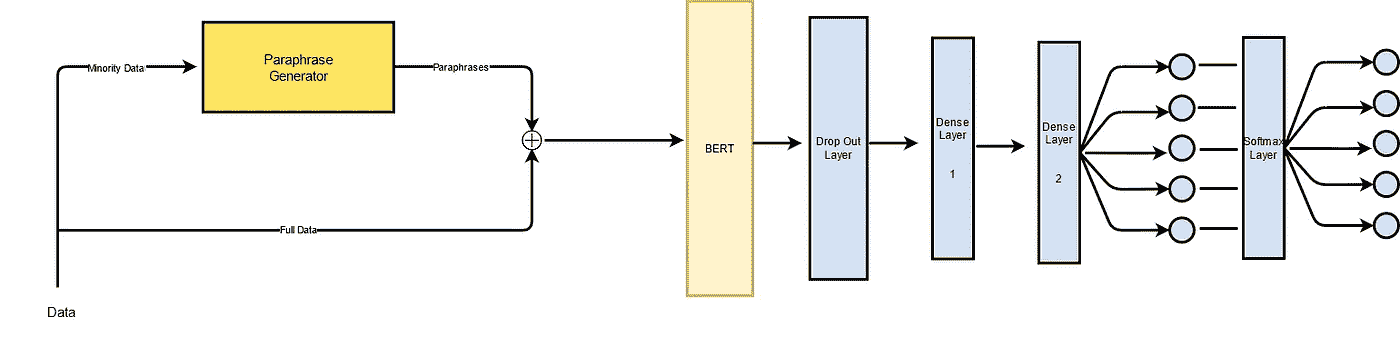 Minority Data
Paraphrase
Generator
Paraphrases
Full Data
Data
BERT
Drop Out
Layer
Dense
Layer
1
Dense
Layer
2
Softmax
Layer